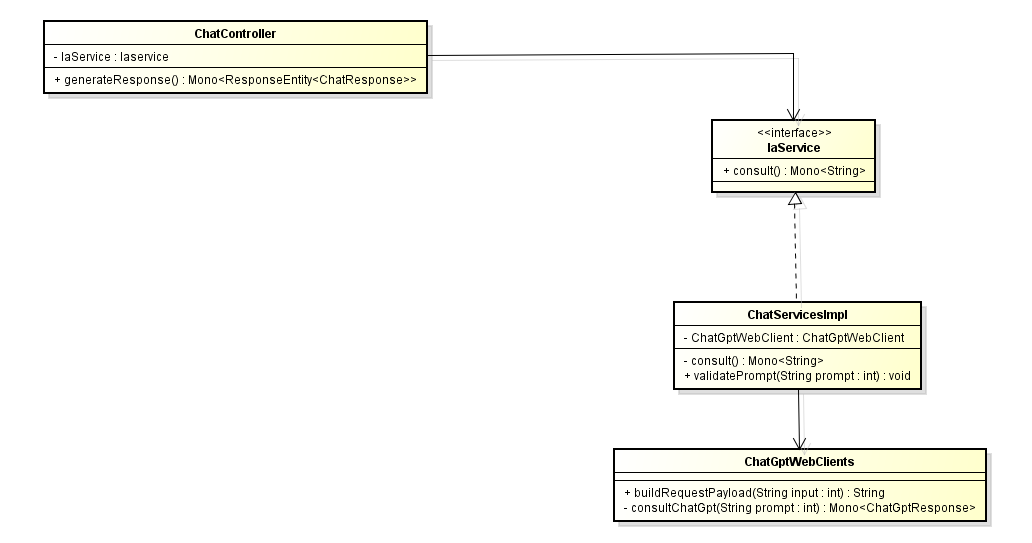 ChatController
- IaService : Iaservice
+ generateResponse() : Mono<ResponseEntity<ChatResponse>>
<<interface>>
IaService
+ consult() : Mono<String>
ChatServicesImpl
- ChatGptWebClient : ChatGptWebClient
- consult() : Mono<String>
+ validatePrompt(String prompt : int) : void
ChatGptWebClients
+ buildRequestPayload(String input : int) : String
- consultChatGpt(String prompt : int) : Mono<ChatGptResponse>